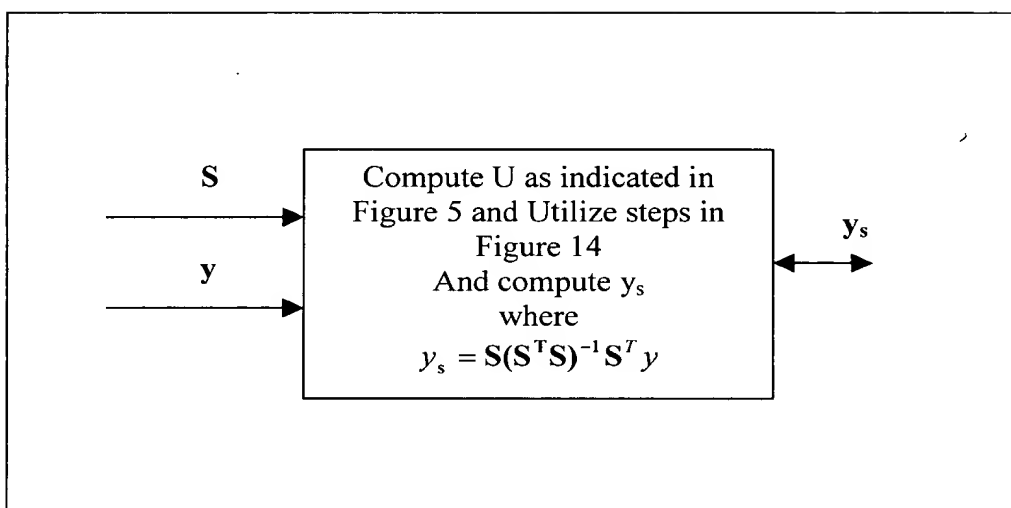 S
y
Compute U as indicated in
Figure 5 and Utilize steps in
Figure 14
And compute yₛ
where
yₛ = S(SᵀS)⁻¹Sᵀ y
yₛ